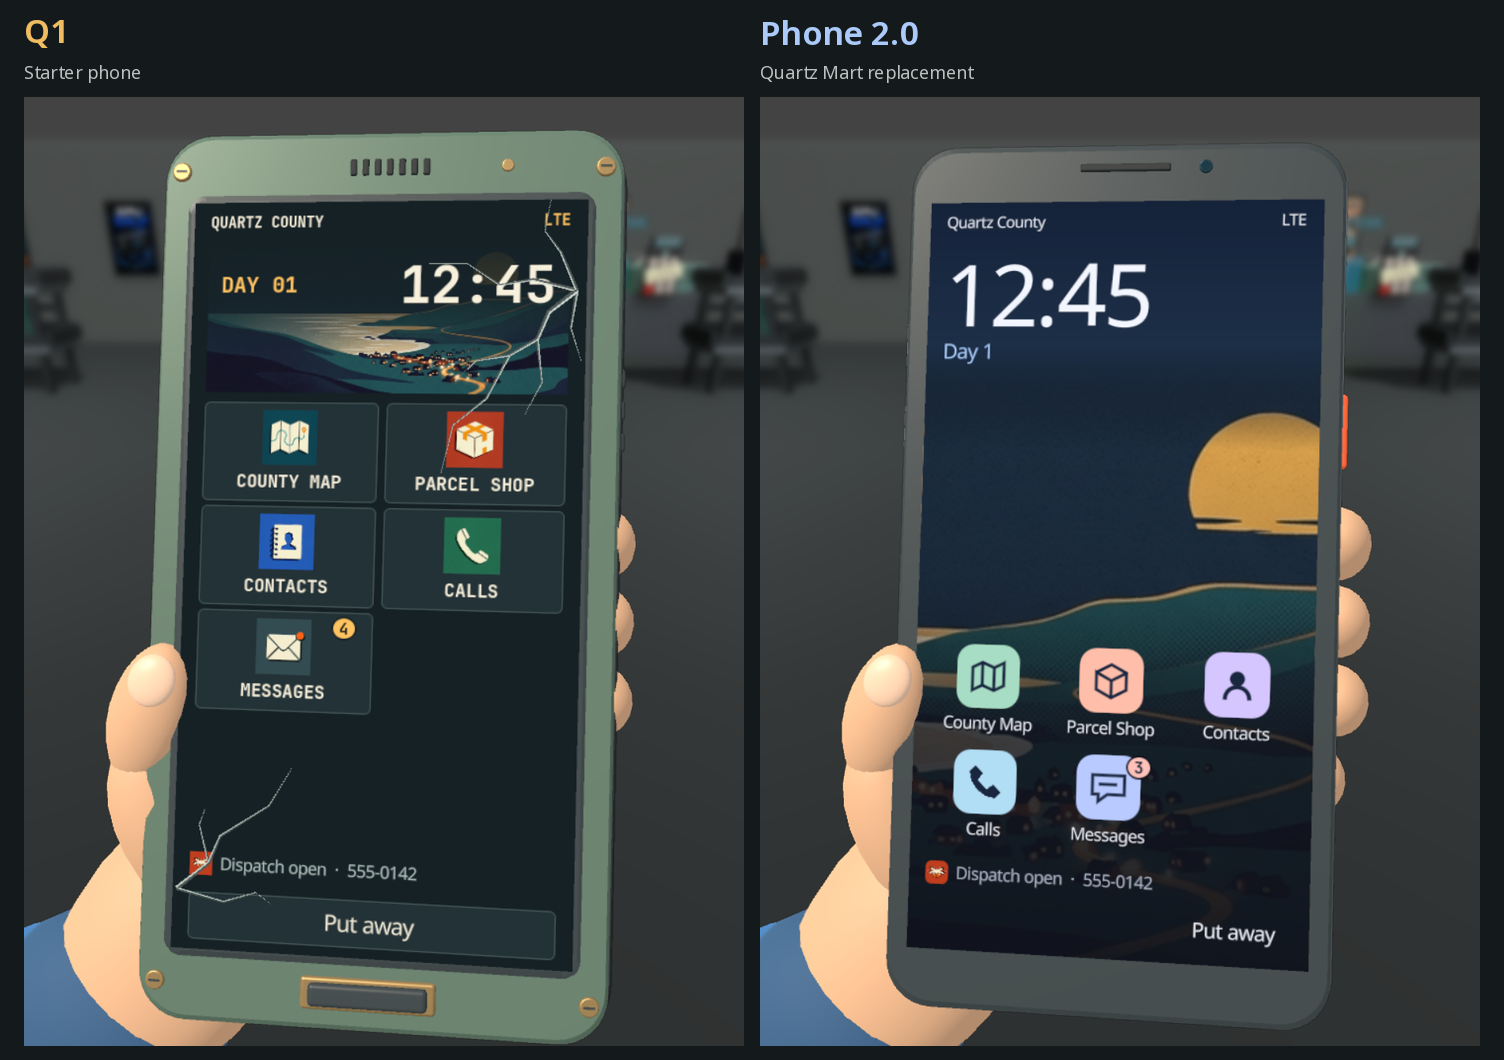 Q1
Starter phone
QUARTZ COUNTY LTE
DAY 01 12:45
COUNTY MAP PARCEL SHOP
CONTACTS CALLS
4
MESSAGES
Dispatch open · 555-0142
Put away
Phone 2.0
Quartz Mart replacement
Quartz County LTE
12:45
Day 1
County Map Parcel Shop Contacts
3
Calls Messages
Dispatch open · 555-0142
Put away